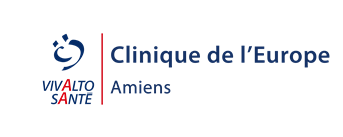 VIVALTO
SANTÉ
Clinique de l'Europe
Amiens